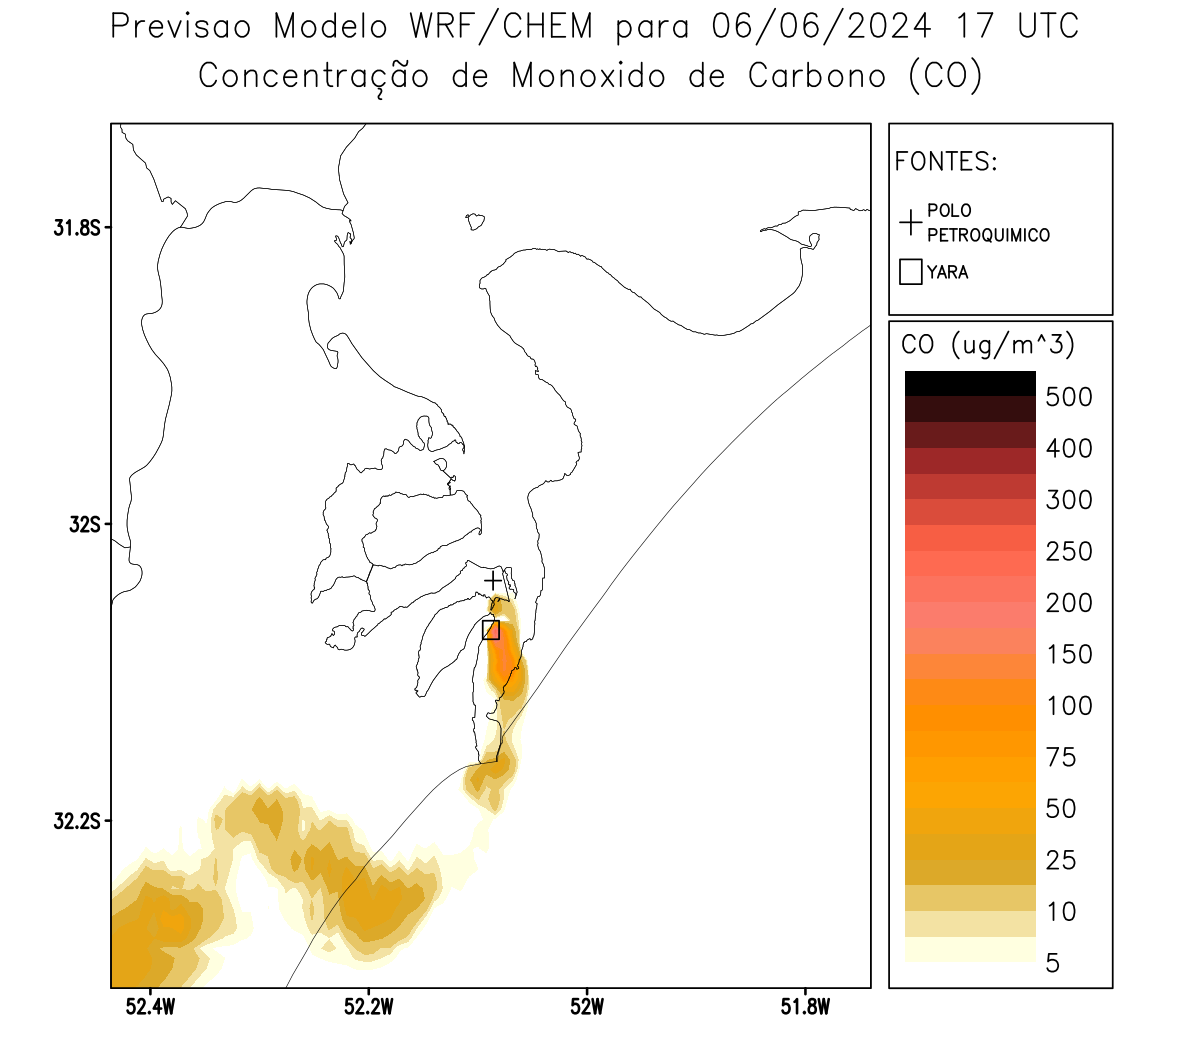 Previsao Modelo WRF/CHEM para 06/06/2024 17 UTC
Concentração de Monoxido de Carbono (CO)
FONTES:
POLO
PETROQUIMICO
YARA
CO (ug/m^3)
500
400
300
250
200
150
100
75
50
25
10
5
31.8S
32S
32.2S
52.4W
52.2W
52W
51.8W